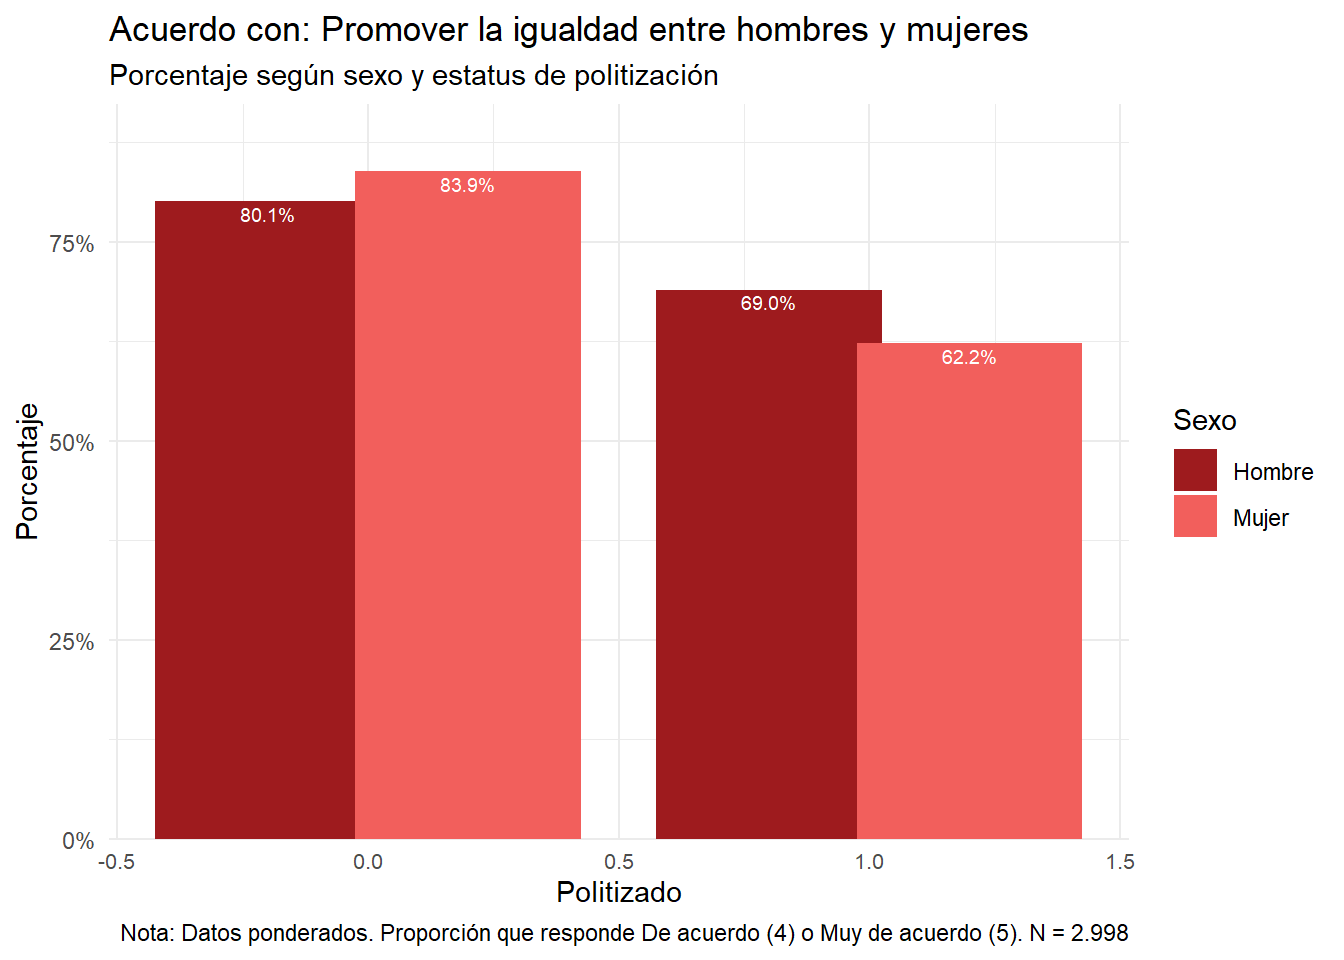 Acuerdo con: Promover la igualdad entre hombres y mujeres
Porcentaje según sexo y estatus de politización
83.9%
80.1%
75%
69.0%
62.2%
50%
25%
0%
Porcentaje
-0.5 0.0 0.5 1.0 1.5
Politizado
Sexo
Hombre
Mujer
Nota: Datos ponderados. Proporción que responde De acuerdo (4) o Muy de acuerdo (5). N = 2.998